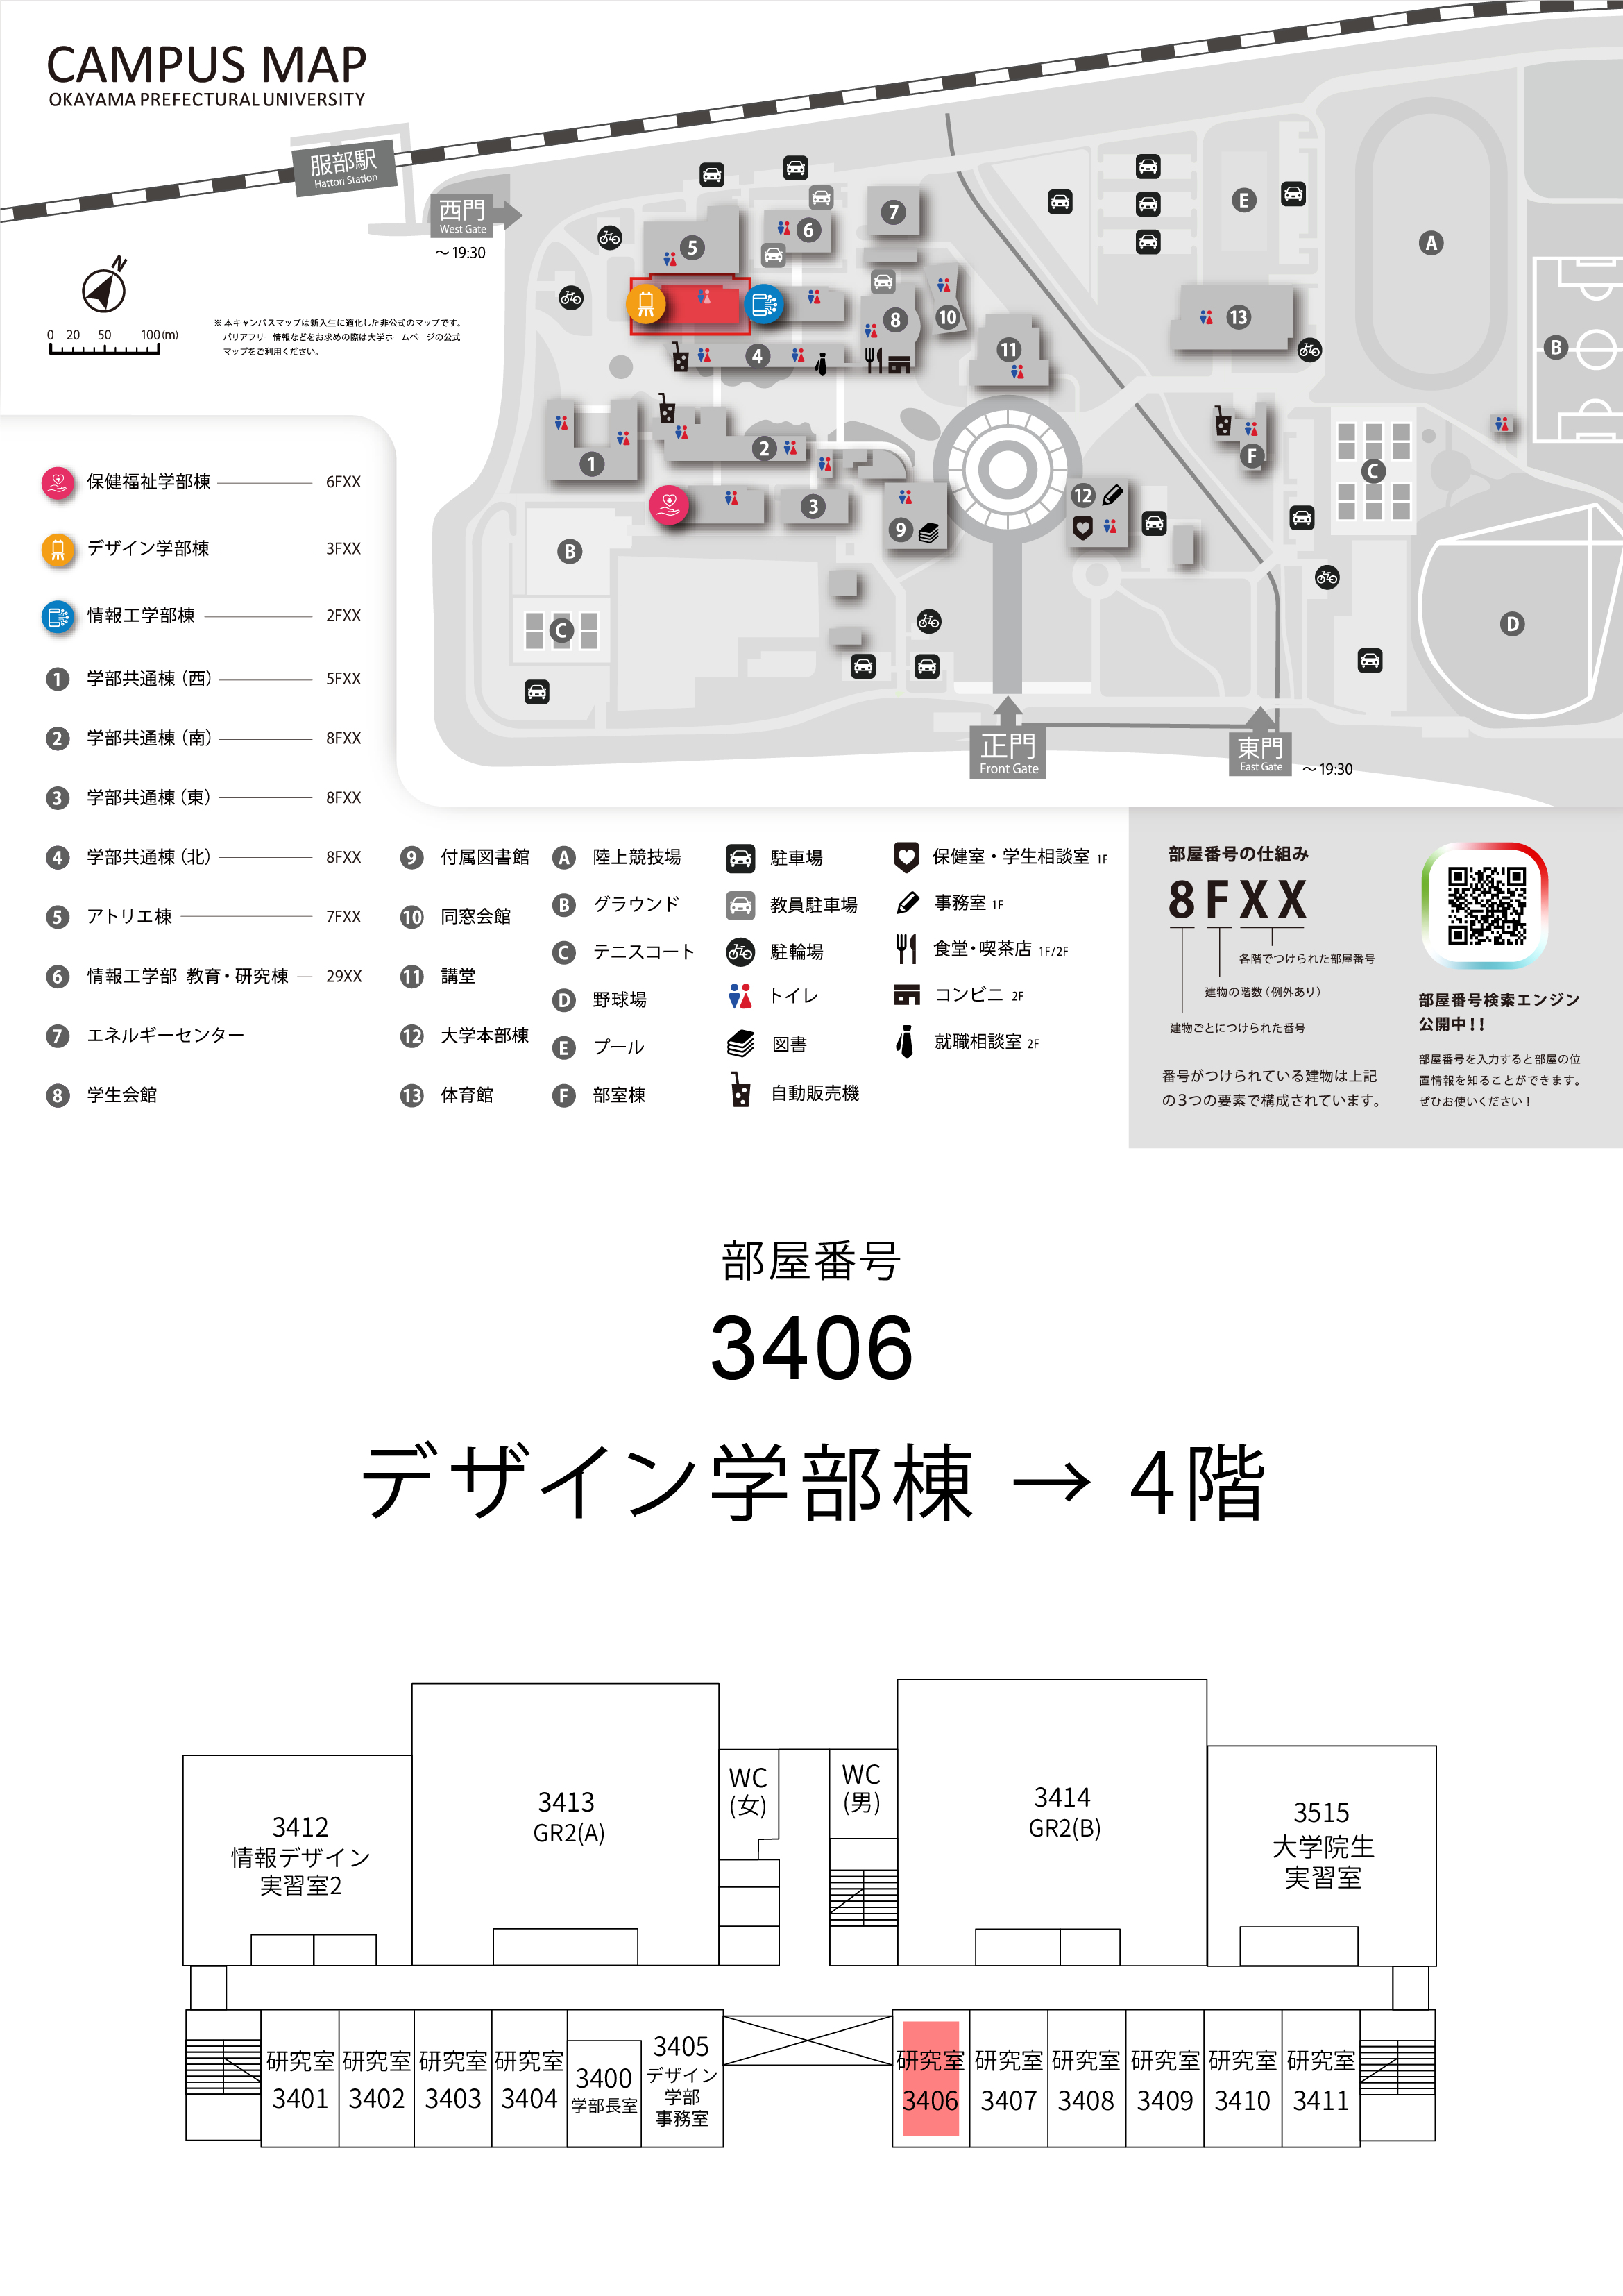 CAMPUS MAP
OKAYAMA PREFECTURAL UNIVERSITY
服部駅
Hattori Station
西門
West Gate
～19:30
N
0 20 50 100(m)
※ 本キャンパスマップは新入生に適化した非公式のマップです。
バリアフリー情報などをお求めの際は大学ホームページの公式
マップをご利用ください。
5
6
7
8
10
11
4
1
2
3
9
12
13
A
B
C
D
E
F
B
C
正門
Front Gate
東門
East Gate
～19:30
保健福祉学部棟 6FXX
デザイン学部棟 3FXX
情報工学部棟 2FXX
1 学部共通棟（西） 5FXX
2 学部共通棟（南） 8FXX
3 学部共通棟（東） 8FXX
4 学部共通棟（北） 8FXX
5 アトリエ棟 7FXX
6 情報工学部 教育・研究棟 29XX
7 エネルギーセンター
8 学生会館
9 付属図書館
10 同窓会館
11 講堂
12 大学本部棟
13 体育館
A 陸上競技場
B グラウンド
C テニスコート
D 野球場
E プール
F 部室棟
駐車場
教員駐車場
駐輪場
トイレ
図書
自動販売機
保健室・学生相談室 1F
事務室 1F
食堂・喫茶店 1F/2F
コンビニ 2F
就職相談室 2F
部屋番号の仕組み
8FXX
各階でつけられた部屋番号
建物の階数（例外あり）
建物ごとにつけられた番号
番号がつけられている建物は上記
の3つの要素で構成されています。
部屋番号検索エンジン
公開中！！
部屋番号を入力すると部屋の位
置情報を知ることができます。
ぜひお使いください！
部屋番号
3406
デザイン学部棟 → 4階
3412
情報デザイン
実習室2
3413
GR2(A)
WC
(女)
WC
(男)
3414
GR2(B)
3515
大学院生
実習室
研究室
3401
研究室
3402
研究室
3403
研究室
3404
3400
学部長室
3405
デザイン
学部
事務室
研究室
3406
研究室
3407
研究室
3408
研究室
3409
研究室
3410
研究室
3411